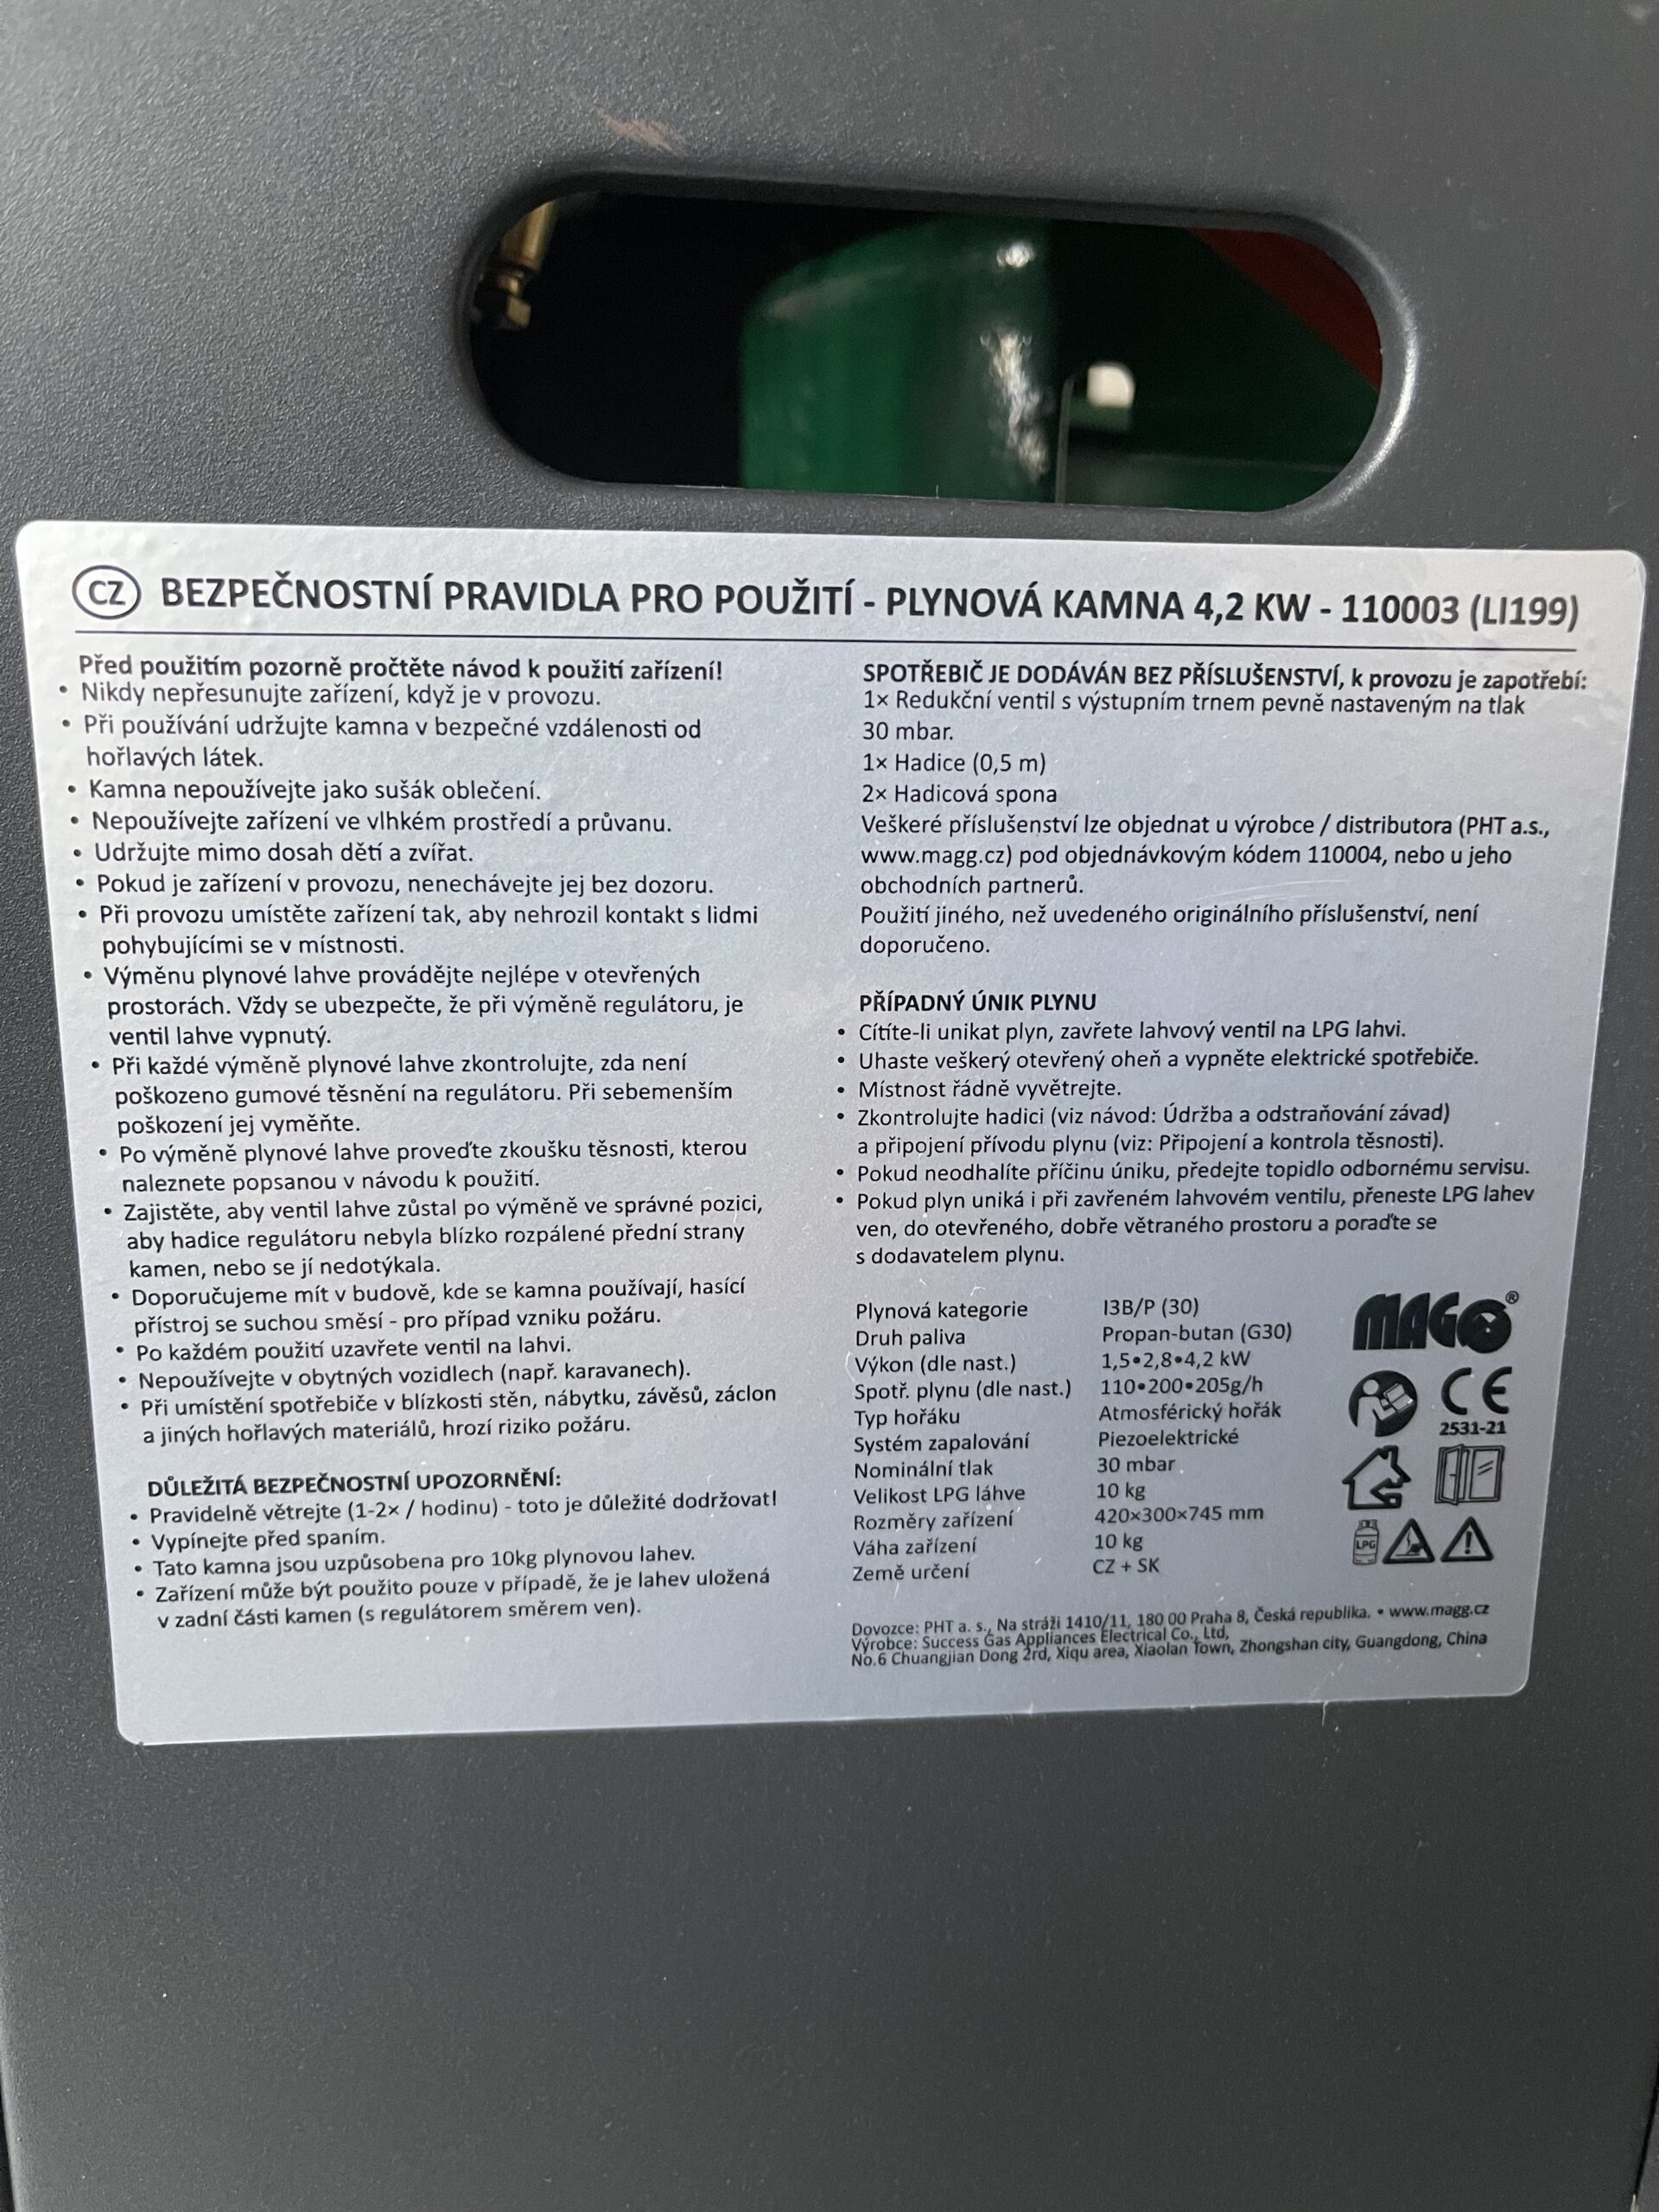 CZ BEZPEČNOSTNÍ PRAVIDLA PRO POUŽITÍ - PLYNOVÁ KAMNA 4,2 KW - 110003 (LI199)
Před použitím pozorně pročtěte návod k použití zařízení!
• Nikdy nepřesunujte zařízení, když je v provozu.
• Při používání udržujte kamna v bezpečné vzdálenosti od
hořlavých látek.
• Kamna nepoužívejte jako sušák oblečení.
• Nepoužívejte zařízení ve vlhkém prostředí a průvanu.
• Udržujte mimo dosah dětí a zvířat.
• Pokud je zařízení v provozu, nenechávejte jej bez dozoru.
• Při provozu umístěte zařízení tak, aby nehrozil kontakt s lidmi
pohybujícími se v místnosti.
• Výměnu plynové lahve provádějte nejlépe v otevřených
prostorách. Vždy se ubezpečte, že při výměně regulátoru, je
ventil lahve vypnutý.
• Při každé výměně plynové lahve zkontrolujte, zda není
poškozeno gumové těsnění na regulátoru. Při sebemenším
poškození jej vyměňte.
• Po výměně plynové lahve proveďte zkoušku těsnosti, kterou
naleznete popsanou v návodu k použití.
• Zajistěte, aby ventil lahve zůstal po výměně ve správné pozici,
aby hadice regulátoru nebyla blízko rozpálené přední strany
kamen, nebo se jí nedotýkala.
• Doporučujeme mít v budově, kde se kamna používají, hasící
přístroj se suchou směsí - pro případ vzniku požáru.
• Po každém použití uzavřete ventil na lahvi.
• Nepoužívejte v obytných vozidlech (např. karavanech).
• Při umístění spotřebiče v blízkosti stěn, nábytku, závěsů, záclon
a jiných hořlavých materiálů, hrozí riziko požáru.
DŮLEŽITÁ BEZPEČNOSTNÍ UPOZORNĚNÍ:
• Pravidelně větrejte (1-2× / hodinu) - toto je důležité dodržovat!
• Vypínejte před spaním.
• Tato kamna jsou uzpůsobena pro 10kg plynovou lahev.
• Zařízení může být použito pouze v případě, že je lahev uložená
v zadní části kamen (s regulátorem směrem ven).
SPOTŘEBIČ JE DODÁVÁN BEZ PŘÍSLUŠENSTVÍ, k provozu je zapotřebí:
1× Redukční ventil s výstupním trnem pevně nastaveným na tlak
30 mbar.
1× Hadice (0,5 m)
2× Hadicová spona
Veškeré příslušenství lze objednat u výrobce / distributora (PHT a.s.,
www.magg.cz) pod objednávkovým kódem 110004, nebo u jeho
obchodních partnerů.
Použití jiného, než uvedeného originálního příslušenství, není
doporučeno.
PŘÍPADNÝ ÚNIK PLYNU
• Cítíte-li unikat plyn, zavřete lahvový ventil na LPG lahvi.
• Uhaste veškerý otevřený oheň a vypněte elektrické spotřebiče.
• Místnost řádně vyvětrejte.
• Zkontrolujte hadici (viz návod: Údržba a odstraňování závad)
a připojení přívodu plynu (viz: Připojení a kontrola těsnosti).
• Pokud neodhalíte příčinu úniku, předejte topidlo odbornému servisu.
• Pokud plyn uniká i při zavřeném lahvovém ventilu, přeneste LPG lahev
ven, do otevřeného, dobře větraného prostoru a poraďte se
s dodavatelem plynu.
Plynová kategorie I3B/P (30)
Druh paliva Propan-butan (G30)
Výkon (dle nast.) 1,5•2,8•4,2 kW
Spotř. plynu (dle nast.) 110•200•205g/h
Typ hořáku Atmosférický hořák
Systém zapalování Piezoelektrické
Nominální tlak 30 mbar
Velikost LPG láhve 10 kg
Rozměry zařízení 420×300×745 mm
Váha zařízení 10 kg
Země určení CZ + SK
MAGG®
CE
2531-21
LPG
Dovozce: PHT a. s., Na stráži 1410/11, 180 00 Praha 8, Česká republika. • www.magg.cz
Výrobce: Success Gas Appliances Electrical Co., Ltd,
No.6 Chuangjian Dong 2rd, Xiqu area, Xiaolan Town, Zhongshan city, Guangdong, China